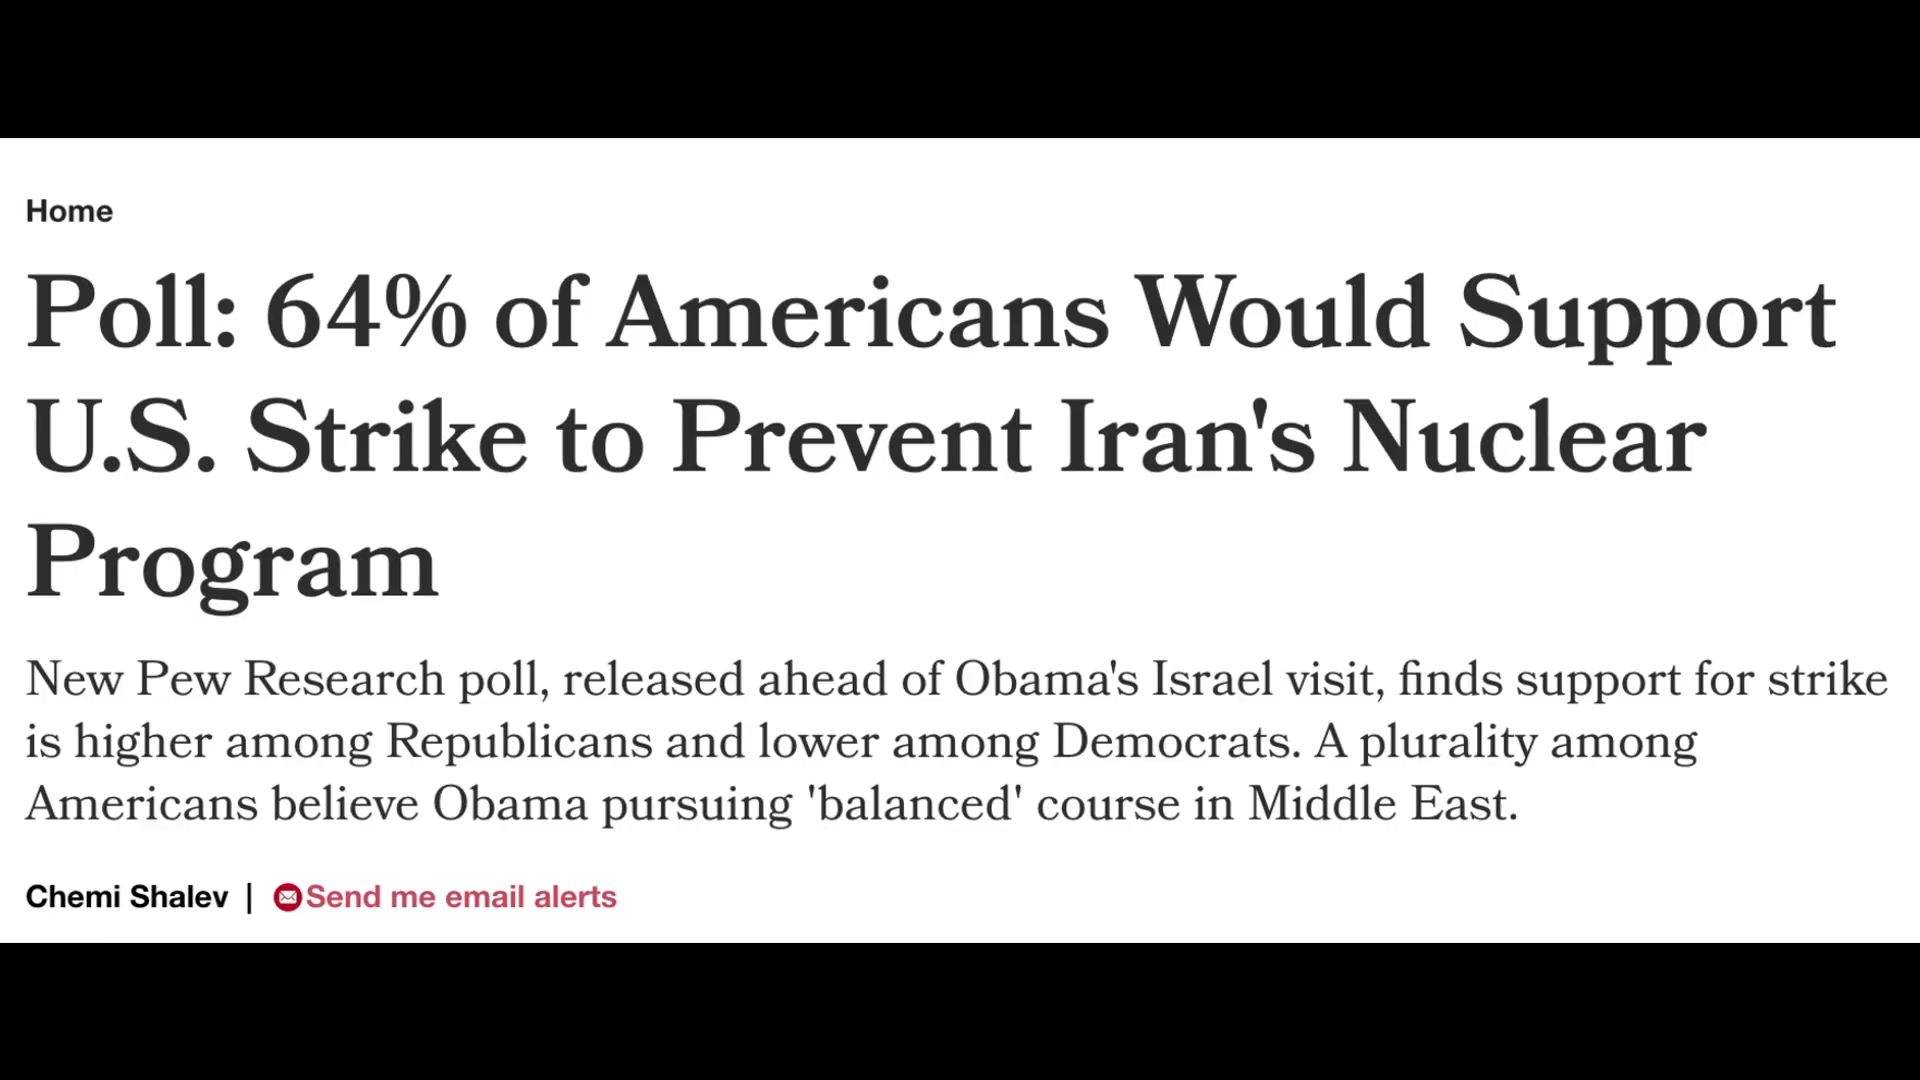 Home
Poll: 64% of Americans Would Support
U.S. Strike to Prevent Iran's Nuclear
Program
New Pew Research poll, released ahead of Obama's Israel visit, finds support for strike
is higher among Republicans and lower among Democrats. A plurality among
Americans believe Obama pursuing 'balanced' course in Middle East.
Chemi Shalev | Send me email alerts